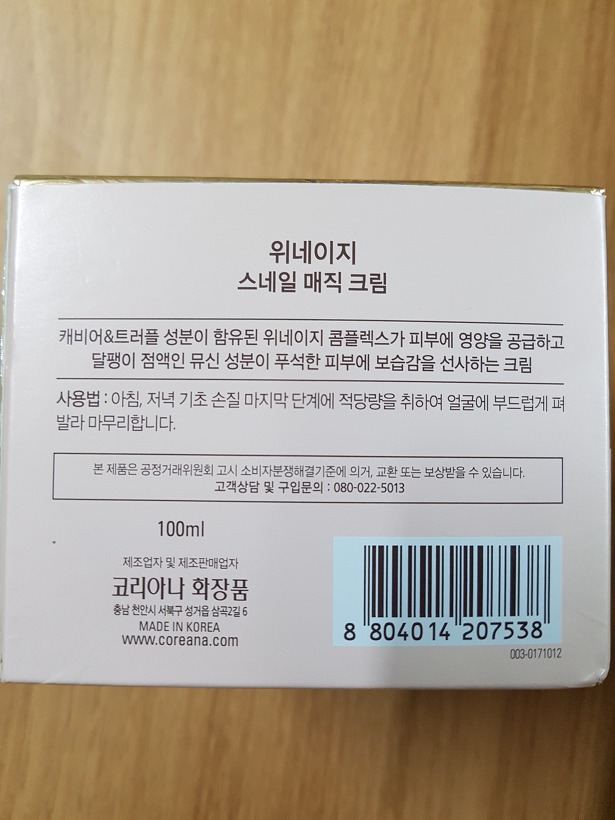 위네이지
스네일 매직 크림
캐비어&트러플 성분이 함유된 위네이지 콤플렉스가 피부에 영양을 공급하고
달팽이 점액인 뮤신 성분이 푸석한 피부에 보습감을 선사하는 크림
사용법 : 아침, 저녁 기초 손질 마지막 단계에 적당량을 취하여 얼굴에 부드럽게 펴
발라 마무리합니다.
본 제품은 공정거래위원회 고시 소비자분쟁해결기준에 의거, 교환 또는 보상받을 수 있습니다.
고객상담 및 구입문의 : 080-022-5013
100ml
제조업자 및 제조판매업자
코리아나 화장품
충남 천안시 서북구 성거읍 삼곡2길 6
MADE IN KOREA
www.coreana.com
8 804014 207538
003-0171012